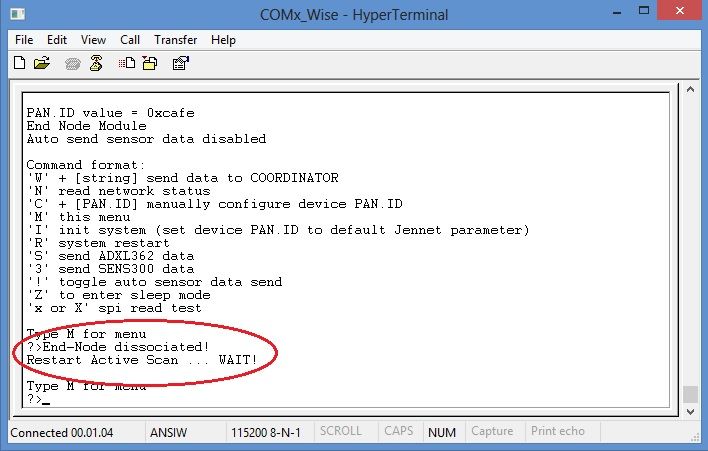 COMx_Wise - HyperTerminal
File Edit View Call Transfer Help
PAN.ID value = 0xcafe
End Node Module
Auto send sensor data disabled
Command format:
'W' + [string] send data to COORDINATOR
'N' read network status
'C' + [PAN.ID] manually configure device PAN.ID
'M' this menu
'I' init system (set device PAN.ID to default Jennet parameter)
'R' system restart
'S' send ADXL362 data
'3' send SENS300 data
'!' toggle auto sensor data send
'Z' to enter sleep mode
'x or X' spi read test
Type M for menu
?>End-Node dissociated!
Restart Active Scan ... WAIT!
Type M for menu
?>_
Connected 00.01.04 ANSIW 115200 8-N-1 SCROLL CAPS NUM Capture Print echo